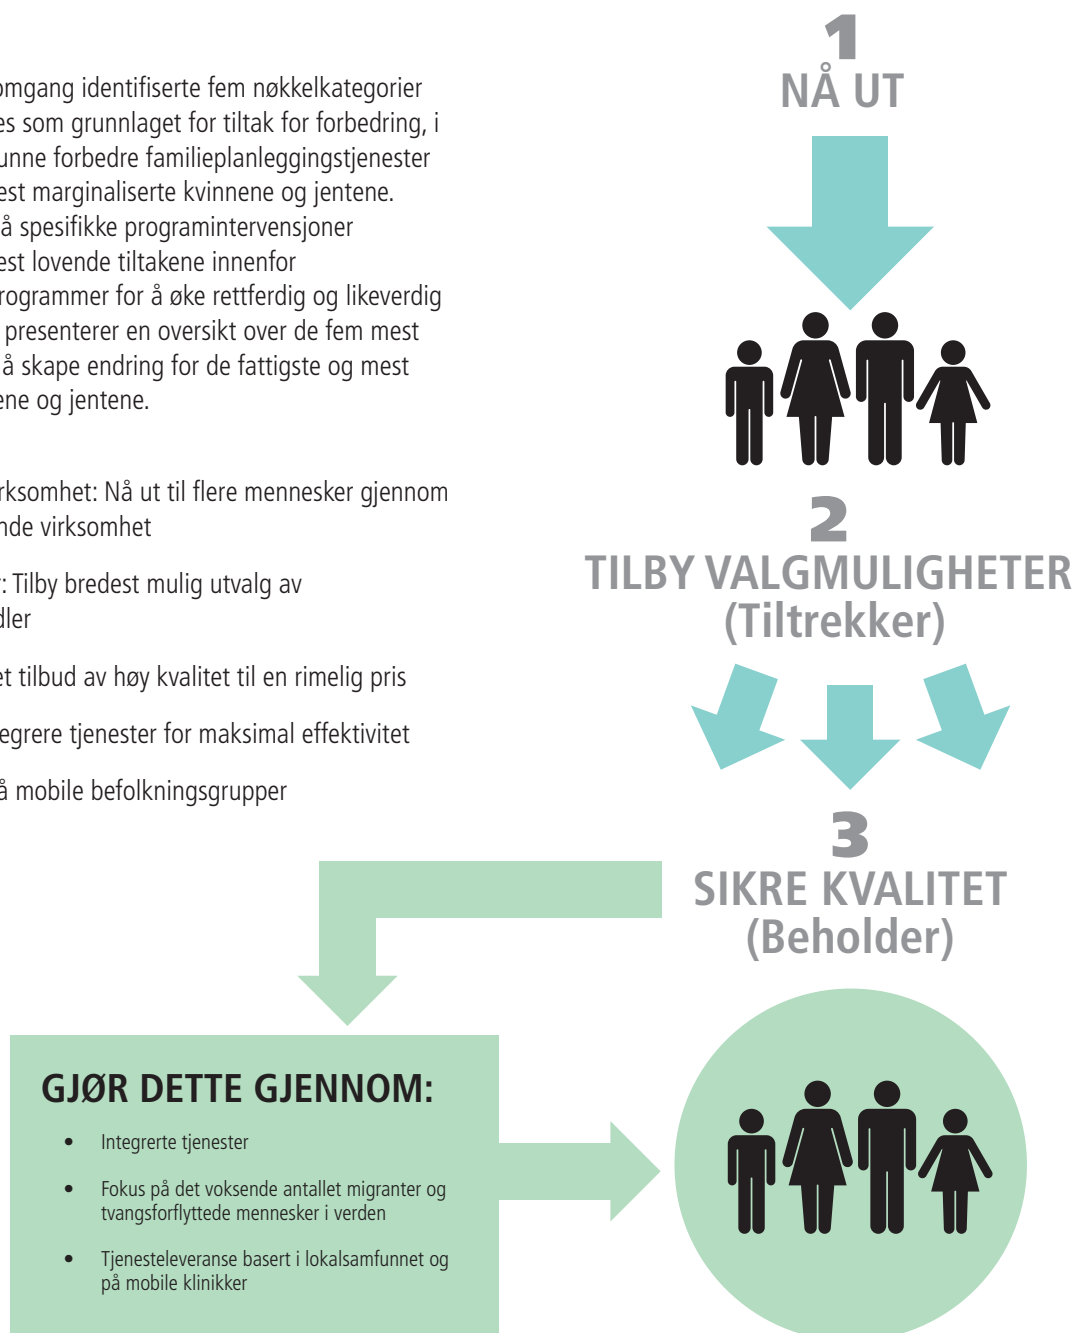 omgang identifiserte fem nøkkelkategorier
es som grunnlaget for tiltak for forbedring, i
unne forbedre familieplanleggingstjenester
est marginaliserte kvinnene og jentene.
å spesifikke programintervensjoner
est lovende tiltakene innenfor
rogrammer for å øke rettferdig og likeverdig
presenterer en oversikt over de fem mest
å skape endring for de fattigste og mest
ene og jentene.
rksomhet: Nå ut til flere mennesker gjennom
nde virksomhet
: Tilby bredest mulig utvalg av
dler
et tilbud av høy kvalitet til en rimelig pris
egrere tjenester for maksimal effektivitet
å mobile befolkningsgrupper
1
NÅ UT
2
TILBY VALGMULIGHETER
(Tiltrekker)
3
SIKRE KVALITET
(Beholder)
GJØR DETTE GJENNOM:
• Integrerte tjenester
• Fokus på det voksende antallet migranter og
tvangsforflyttede mennesker i verden
• Tjenesteleveranse basert i lokalsamfunnet og
på mobile klinikker